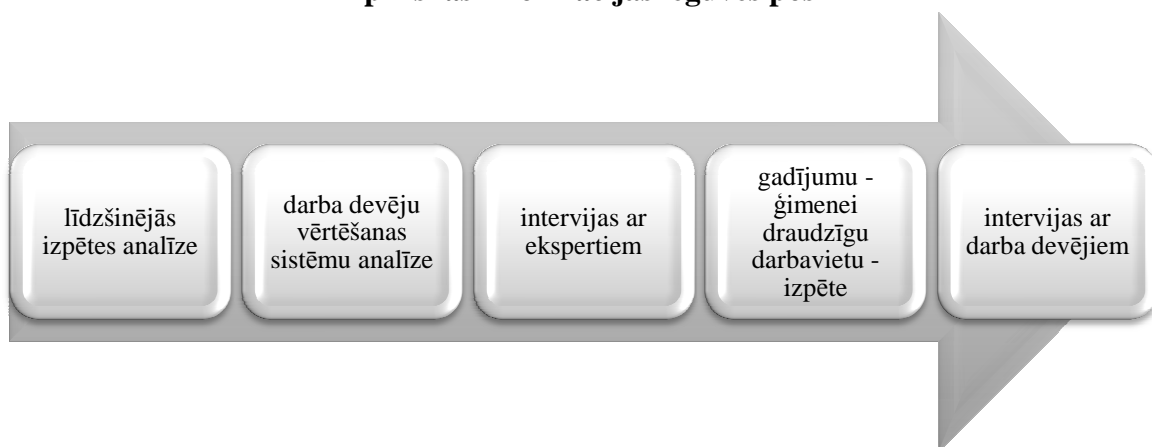 līdzšinējās
izpētes analīze
darba devēju
vērtēšanas
sistēmu analīze
intervijas ar
ekspertiem
gadījumu -
ģimenei
draudzīgu
darbavietu -
izpēte
intervijas ar
darba devējiem